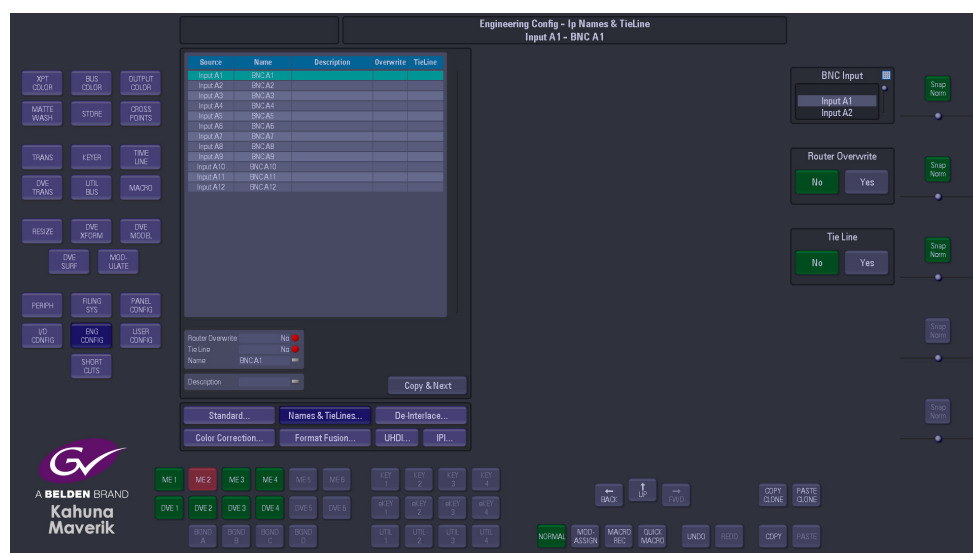 Engineering Config - Ip Names & TieLine
Input A1 - BNC A1
Source Name Description Overwrite TieLine
Input A1 BNC A1
Input A2 BNC A2
Input A3 BNC A3
Input A4 BNC A4
Input A5 BNC A5
Input A6 BNC A6
Input A7 BNC A7
Input A8 BNC A8
Input A9 BNC A9
Input A10 BNC A10
Input A11 BNC A11
Input A12 BNC A12
XPT COLOR
BUS COLOR
OUTPUT COLOR
MATTE WASH
STORE
CROSS POINTS
TRANS
KEYER
TIME LINE
DVE TRANS
UTIL BUS
MACRO
RESIZE
DVE XFORM
DVE MODEL
DVE SURF
MOD- ULATE
PERIPH
FILING SYS
PANEL CONFIG
I/O CONFIG
ENG CONFIG
USER CONFIG
SHORT CUTS
BNC Input
Input A1
Input A2
Snap Norm
Router Overwrite
No Yes
Snap Norm
Tie Line
No Yes
Snap Norm
Snap Norm
Snap Norm
Router Overwrite No
Tie Line No
Name BNC A1
Description
Copy & Next
Standard... Names & TieLines... De-Interlace...
Color Correction... Format Fusion... UHDI... IPI...
GV
A BELDEN BRAND
Kahuna
Maverik
ME 1 ME 2 ME 3 ME 4 ME 5 ME 6
DVE 1 DVE 2 DVE 3 DVE 4 DVE 5 DVE 6
BGND A BGND B BGND C BGND D
KEY 1 KEY 2 KEY 3 KEY 4
øKEY 1 øKEY 2 øKEY 3 øKEY 4
UTIL 1 UTIL 2 UTIL 3 UTIL 4
BACK UP FWD
COPY CLONE PASTE CLONE
NORMAL MOD- ASSIGN MACRO REC QUICK MACRO UNDO REDO COPY PASTE